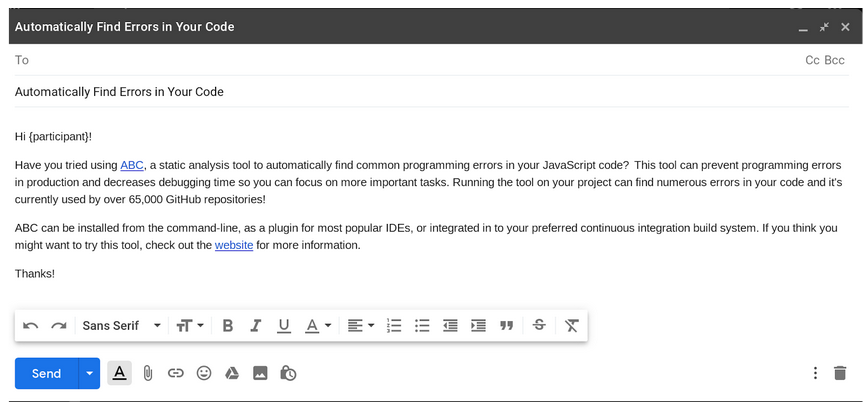 Automatically Find Errors in Your Code
To Cc Bcc
Automatically Find Errors in Your Code
Hi {participant}!
Have you tried using ABC, a static analysis tool to automatically find common programming errors in your JavaScript code? This tool can prevent programming errors
in production and decreases debugging time so you can focus on more important tasks. Running the tool on your project can find numerous errors in your code and it's
currently used by over 65,000 GitHub repositories!
ABC can be installed from the command-line, as a plugin for most popular IDEs, or integrated in to your preferred continuous integration build system. If you think you
might want to try this tool, check out the website for more information.
Thanks!
Sans Serif B I U A
Send A